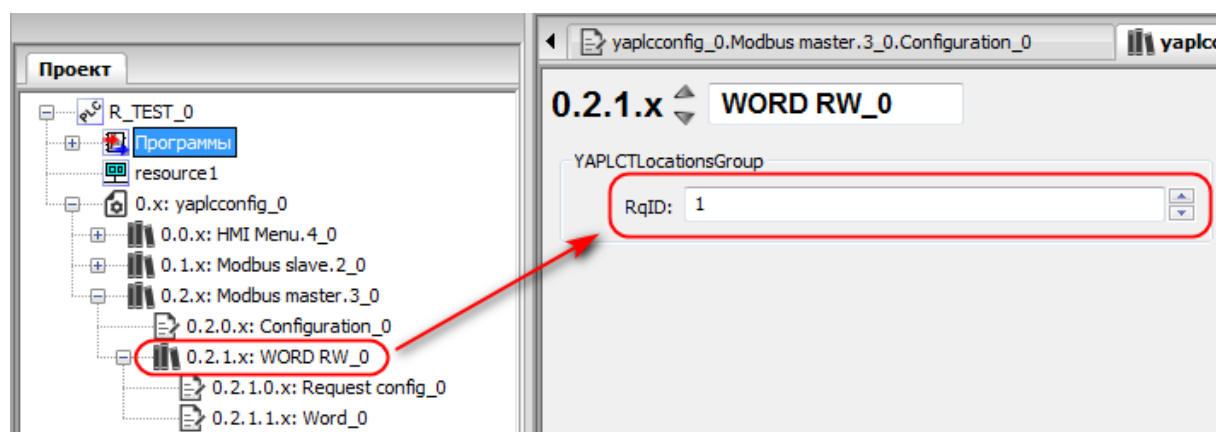 Проект
R_TEST_0
Программы
resource1
0.x: yaplcconfig_0
0.0.x: HMI Menu.4_0
0.1.x: Modbus slave.2_0
0.2.x: Modbus master.3_0
0.2.0.x: Configuration_0
0.2.1.x: WORD RW_0
0.2.1.0.x: Request config_0
0.2.1.1.x: Word_0
yaplcconfig_0.Modbus master.3_0.Configuration_0
yaplcc
0.2.1.x WORD RW_0
YAPLCTLocationsGroup
RqID: 1